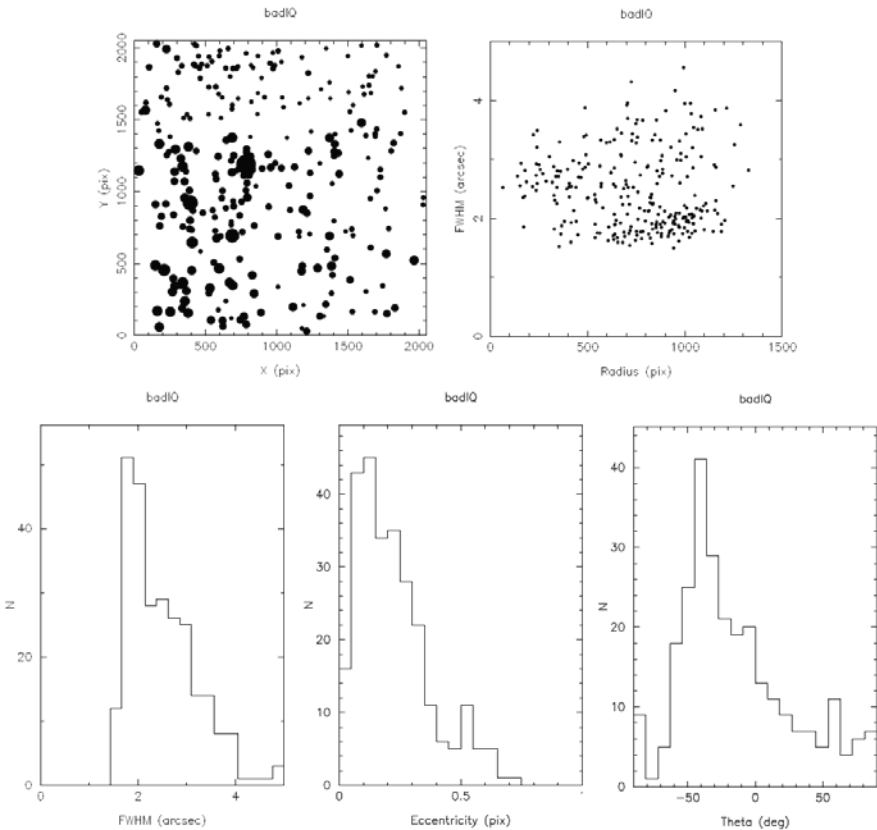 badIQ
2000
1500
1000
500
0
Y (pix)
0 500 1000 1500 2000
X (pix)
badIQ
4
2
0
FWHM (arcsec)
0 500 1000 1500
Radius (pix)
badIQ
40
20
0
N
0 2 4
FWHM (arcsec)
badIQ
40
30
20
10
0
N
0 0.5 1
Eccentricity (pix)
badIQ
40
30
20
10
0
N
−50 0 50
Theta (deg)